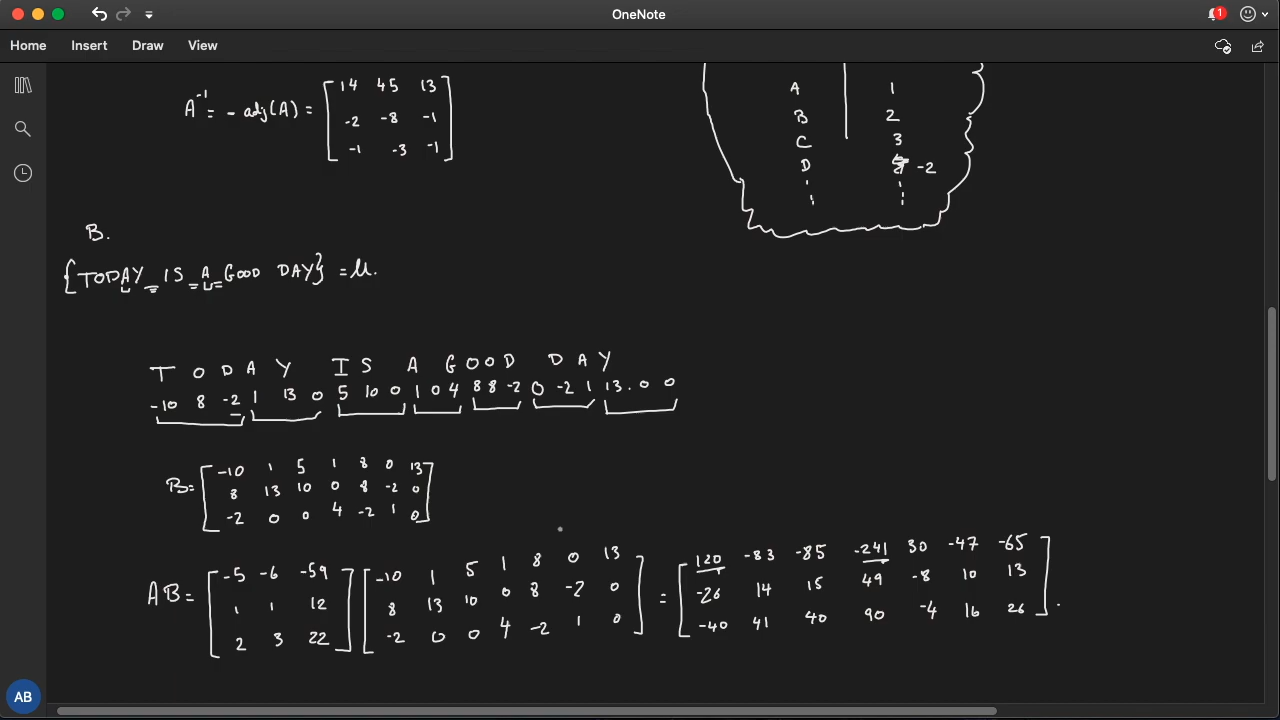 OneNote
1
Home Insert Draw View
A⁻¹ = - adj(A) = [ 14 45 13
-2 -8 -1
-1 -3 -1 ]
A 1
B 2
C 3
D -2
B.
{TODAY IS A GOOD DAY} = M.
T O D A Y I S A G O O D D A Y
-10 8 -2 1 13 0 5 10 0 1 0 4 8 8 -2 0 -2 1 13. 0 0
B = [ -10 1 5 1 8 0 13
8 13 10 0 8 -2 0
-2 0 0 4 -2 1 0 ]
AB = [ -5 -6 -59
1 1 12
2 3 22 ]
[ -10 1 5 1 8 0 13
8 13 10 0 8 -2 0
-2 0 0 4 -2 1 0 ]
= [ 120 -83 -85 -241 30 -47 -65
-26 14 15 49 -8 10 13
-40 41 40 90 -4 16 26 ] .
AB